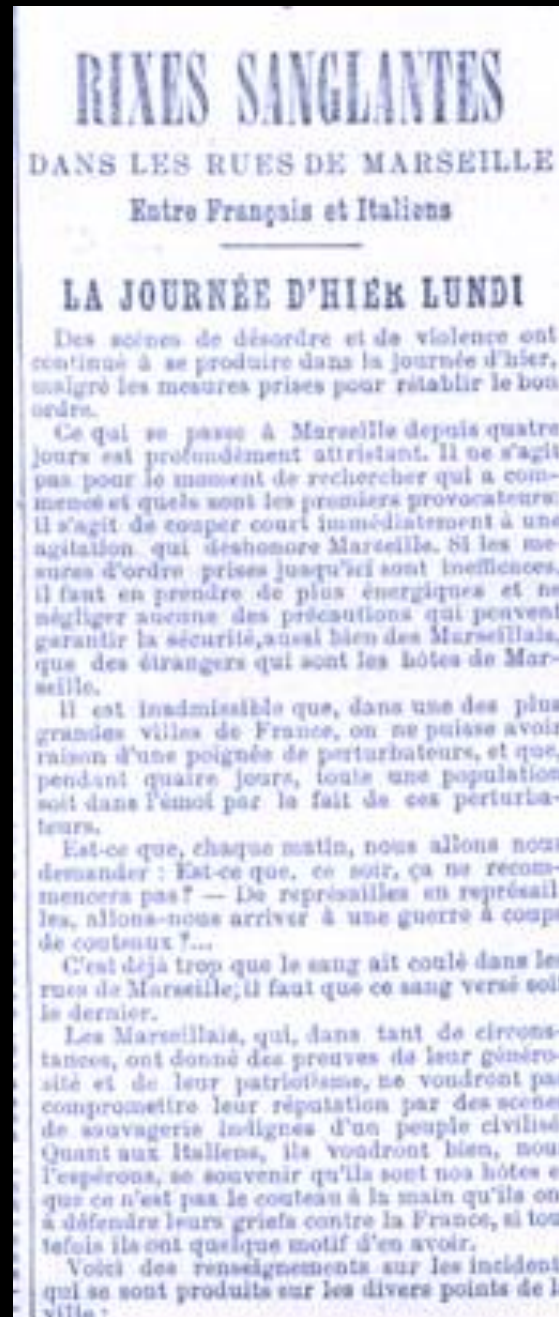 RIXES SANGLANTES
DANS LES RUES DE MARSEILLE
Entre Français et Italiens
LA JOURNÉE D'HIER LUNDI
Des scènes de désordre et de violence ont
continué à se produire dans la journée d'hier,
malgré les mesures prises pour rétablir le bon
ordre.
Ce qui se passe à Marseille depuis quatre
jours est profondément attristant. Il ne s'agit
pas pour le moment de rechercher qui a com-
mencé et quels sont les premiers provocateurs
il s'agit de couper court immédiatement à une
agitation qui deshonore Marseille. Si les me-
sures d'ordre prises jusqu'ici sont inefficaces,
il faut en prendre de plus énergiques et ne
négliger aucune des précautions qui peuvent
garantir la sécurité, aussi bien des Marseillais
que des étrangers qui sont les hôtes de Mar-
seille.
Il est inadmissible que, dans une des plus
grandes villes de France, on ne puisse avoir
raison d'une poignée de perturbateurs, et que,
pendant quatre jours, toute une population
soit dans l'émoi par le fait de ces perturba-
teurs.
Est-ce que, chaque matin, nous allons nous
demander : Est-ce que, ce soir, ça ne recom-
mencera pas ? — De représailles en représail
les, allons-nous arriver à une guerre à coup
de couteaux ?...
C'est déjà trop que le sang ait coulé dans les
rues de Marseille; il faut que ce sang versé soit
le dernier.
Les Marseillais, qui, dans tant de circons-
tances, ont donné des preuves de leur généro-
sité et de leur patriotisme, ne voudront pas
compromettre leur réputation par des scènes
de sauvagerie indignes d'un peuple civilisé
Quant aux Italiens, ils voudront bien, nous
l'espérons, se souvenir qu'ils sont nos hôtes e
que ce n'est pas le couteau à la main qu'ils on
à défendre leurs griefs contre la France, si tou
tefois ils ont quelque motif d'en avoir.
Voici des renseignements sur les incident
qui se sont produits sur les divers points de l
ville :